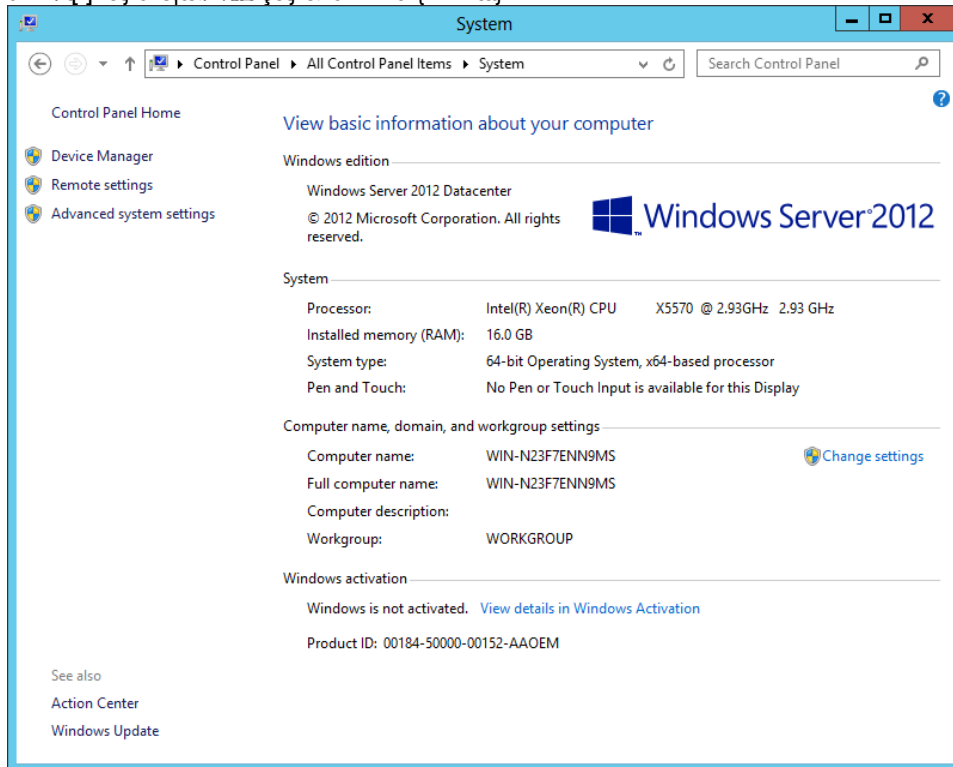 System
Control Panel ▸ All Control Panel Items ▸ System
Search Control Panel
Control Panel Home
Device Manager
Remote settings
Advanced system settings
View basic information about your computer
Windows edition
Windows Server 2012 Datacenter
© 2012 Microsoft Corporation. All rights
reserved.
Windows Server 2012
System
Processor: Intel(R) Xeon(R) CPU X5570 @ 2.93GHz 2.93 GHz
Installed memory (RAM): 16.0 GB
System type: 64-bit Operating System, x64-based processor
Pen and Touch: No Pen or Touch Input is available for this Display
Computer name, domain, and workgroup settings
Computer name: WIN-N23F7ENN9MS
Change settings
Full computer name: WIN-N23F7ENN9MS
Computer description:
Workgroup: WORKGROUP
Windows activation
Windows is not activated. View details in Windows Activation
Product ID: 00184-50000-00152-AAOEM
See also
Action Center
Windows Update